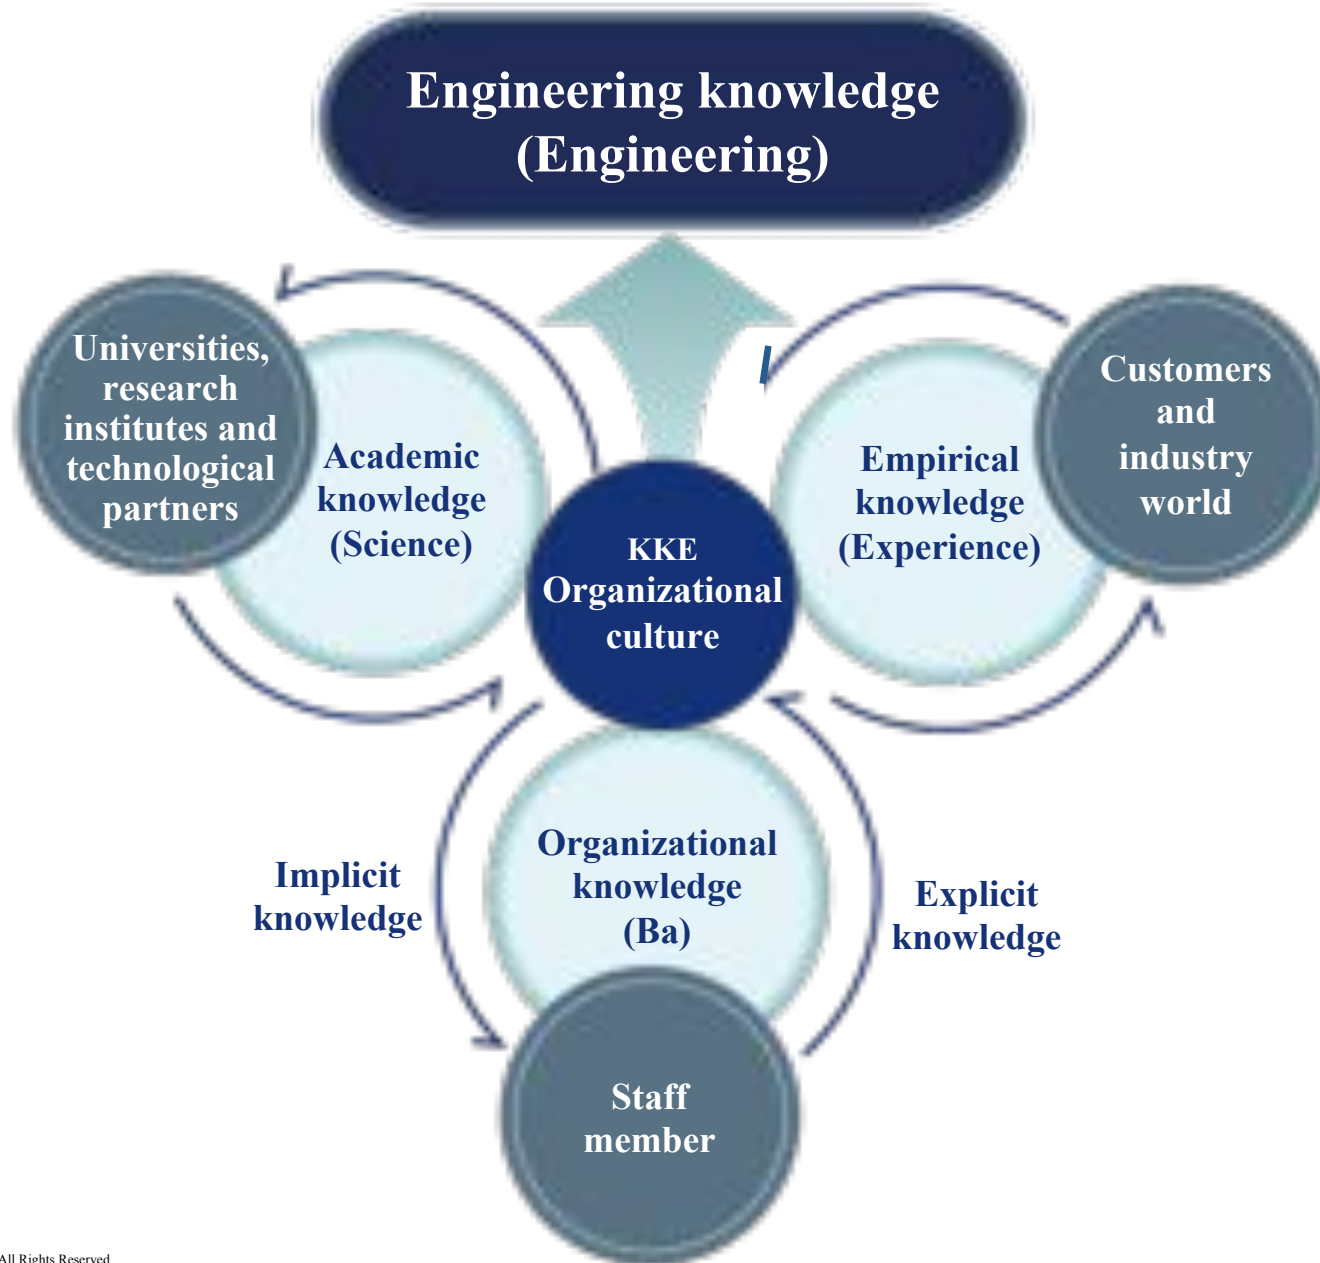 Engineering knowledge
(Engineering)
Universities,
research
institutes and
technological
partners
Academic
knowledge
(Science)
KKE
Organizational
culture
Empirical
knowledge
(Experience)
Customers
and
industry
world
Implicit
knowledge
Organizational
knowledge
(Ba)
Explicit
knowledge
Staff
member
All Rights Reserved